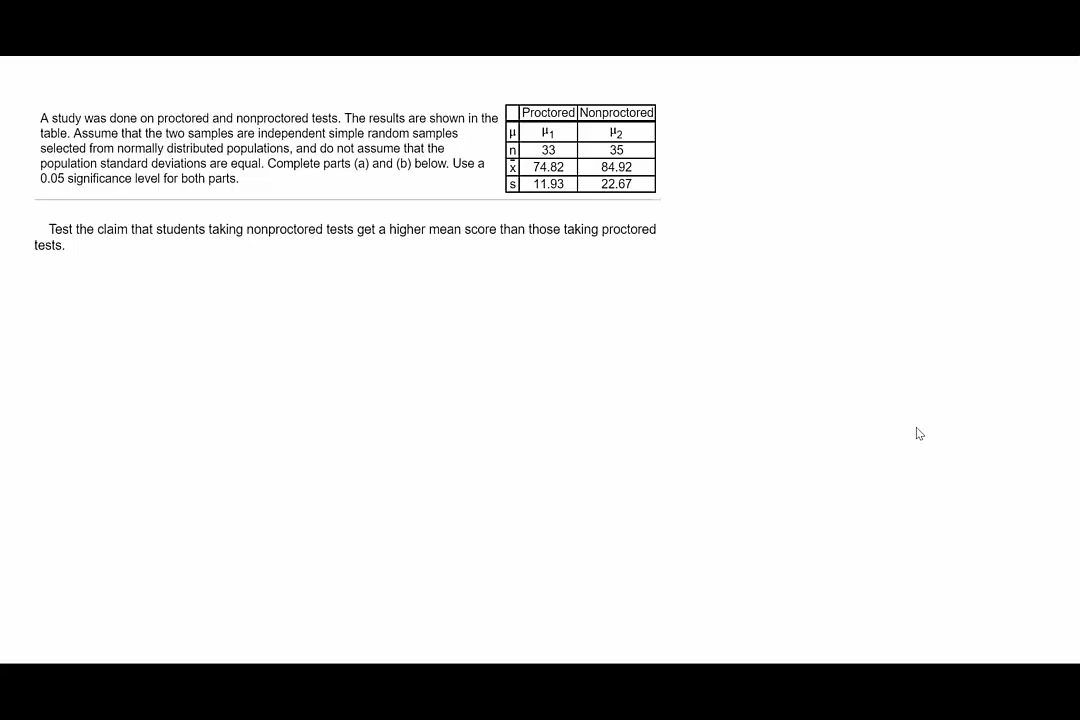 A study was done on proctored and nonproctored tests. The results are shown in the
table. Assume that the two samples are independent simple random samples
selected from normally distributed populations, and do not assume that the
population standard deviations are equal. Complete parts (a) and (b) below. Use a
0.05 significance level for both parts.
Proctored Nonproctored
μ μ1 μ2
n 33 35
x̄ 74.82 84.92
s 11.93 22.67
Test the claim that students taking nonproctored tests get a higher mean score than those taking proctored
tests.